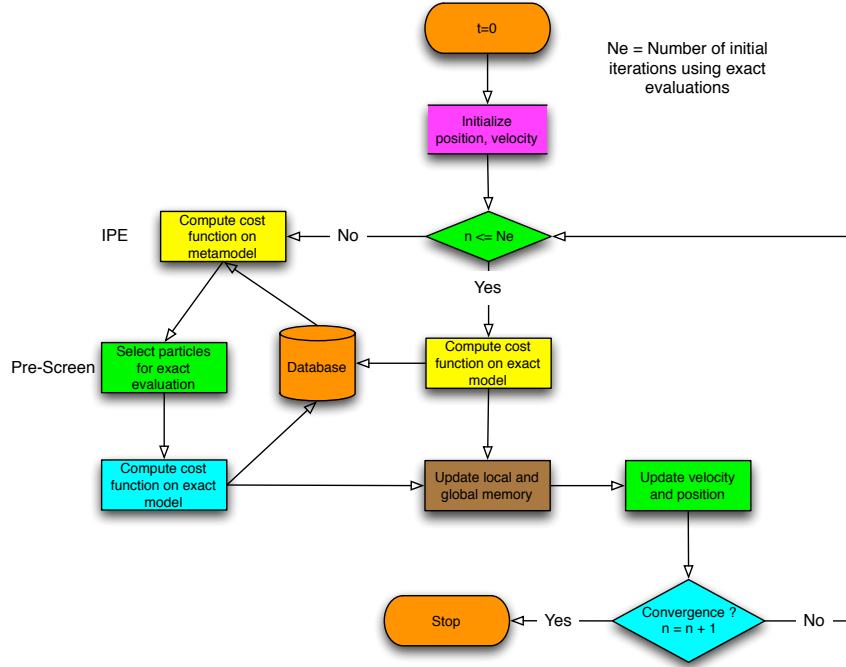 t=0
Ne = Number of initial
iterations using exact
evaluations
Initialize
position, velocity
IPE
Compute cost
function on
metamodel
No
n <= Ne
Yes
Pre-Screen
Select particles
for exact
evaluation
Database
Compute cost
function on exact
model
Compute cost
function on exact
model
Update local and
global memory
Update velocity
and position
Stop
Yes
Convergence ?
n = n + 1
No